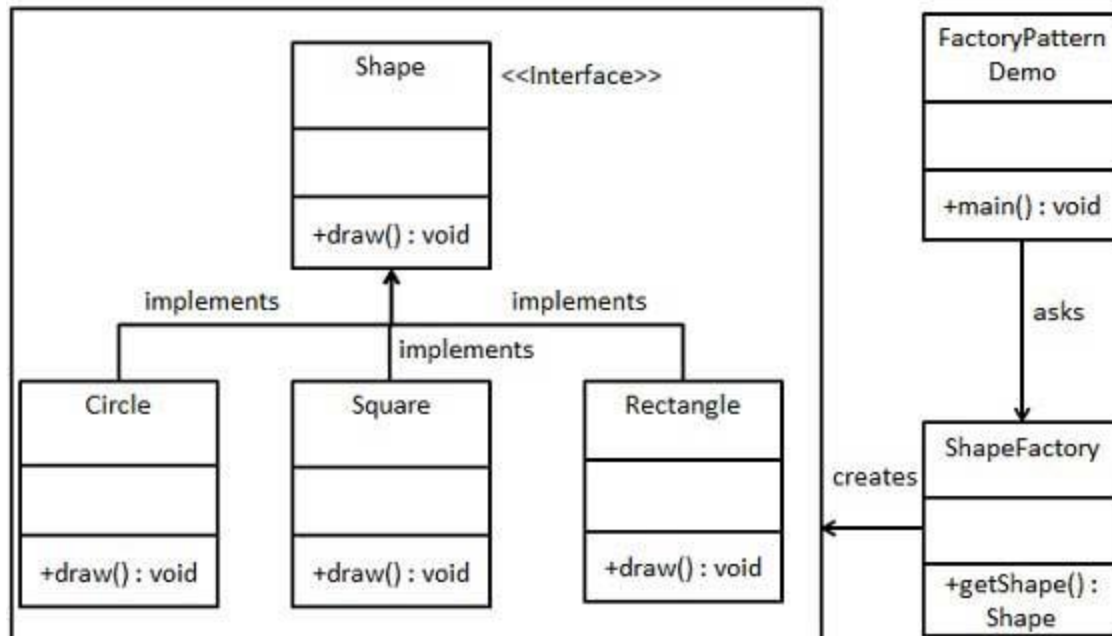 Shape
<<Interface>>
+draw() : void
implements
implements
implements
Circle
+draw() : void
Square
+draw() : void
Rectangle
+draw() : void
FactoryPattern
Demo
+main() : void
asks
ShapeFactory
+getShape() :
Shape
creates